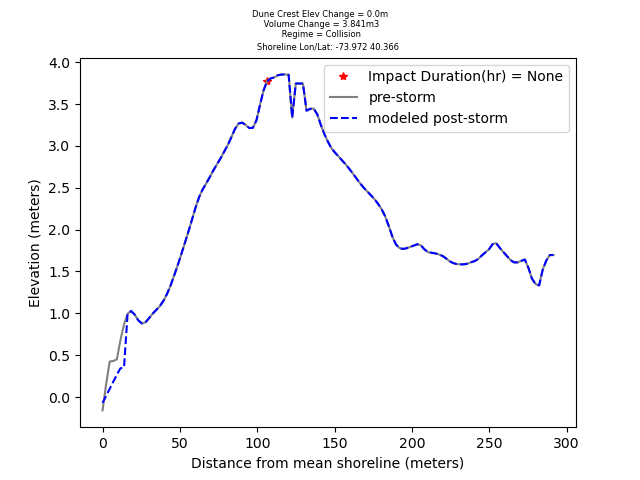 Dune Crest Elev Change = 0.0m
Volume Change = 3.841m3
Regime = Collision
Shoreline Lon/Lat: -73.972 40.366
Impact Duration(hr) = None
pre-storm
modeled post-storm
Elevation (meters)
4.0
3.5
3.0
2.5
2.0
1.5
1.0
0.5
0.0
0 50 100 150 200 250 300
Distance from mean shoreline (meters)